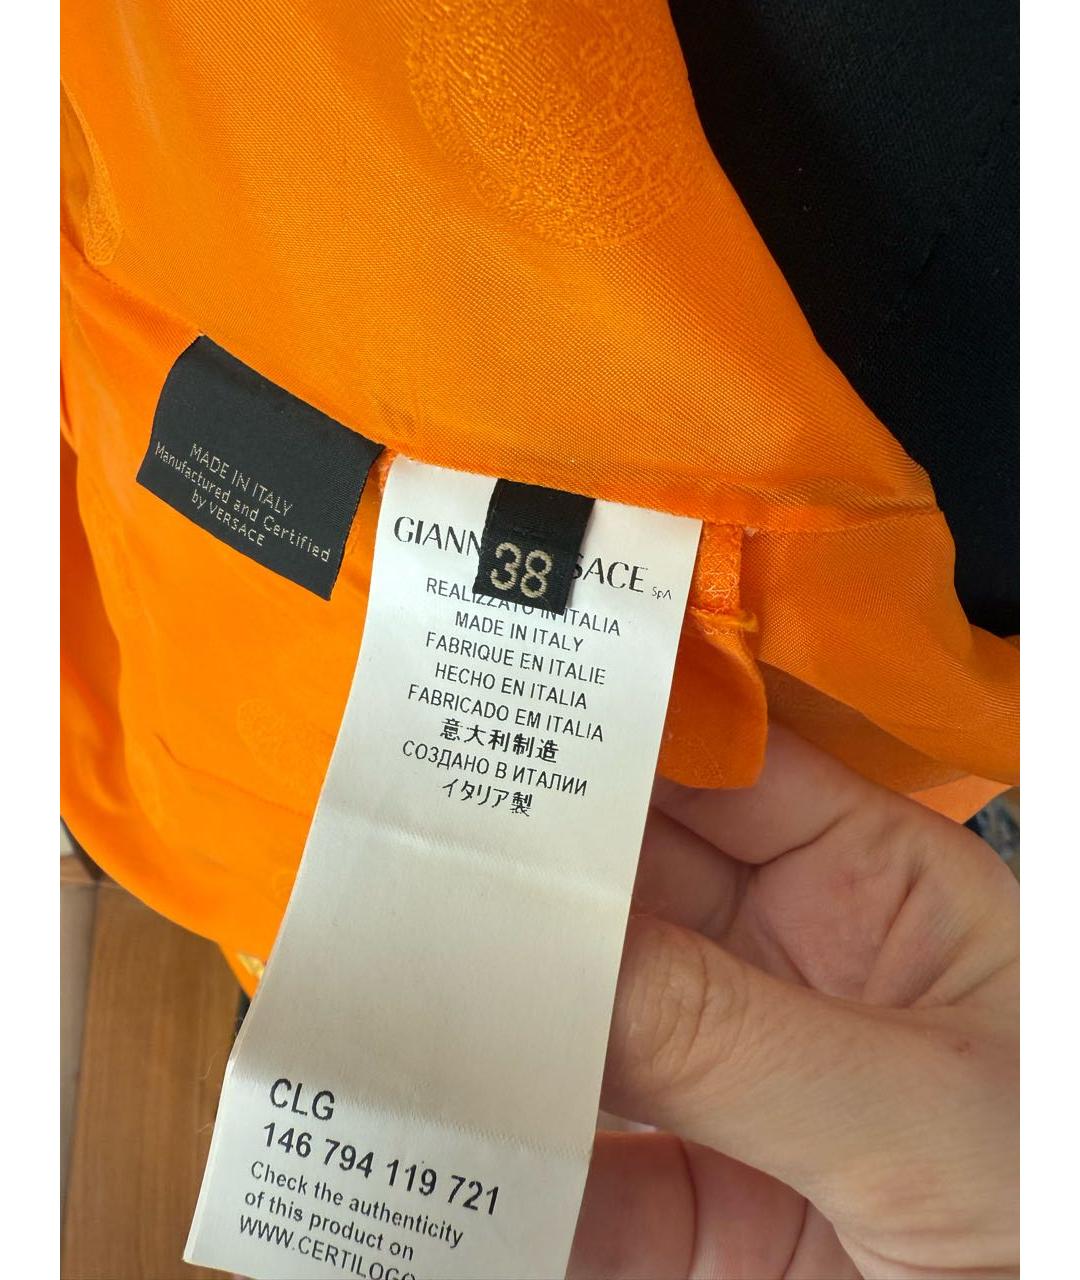 MADE IN ITALY
Manufactured and Certified
by VERSACE
38
SpA
REALIZZATO IN ITALIA
MADE IN ITALY
FABRIQUE EN ITALIE
HECHO EN ITALIA
FABRICADO EM ITALIA
意大利制造
СОЗДАНО В ИТАЛИИ
イタリア製
CLG
146 794 119 721
Check the authenticity
of this product on